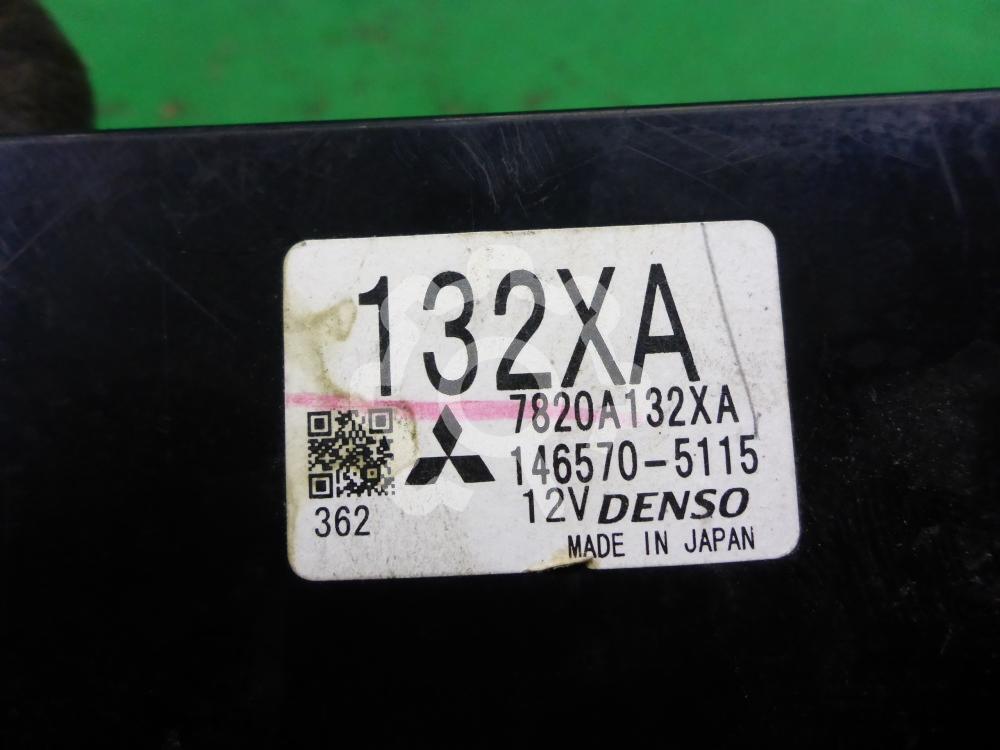 132XA
7820A132XA
146570-5115
12V DENSO
362
MADE IN JAPAN